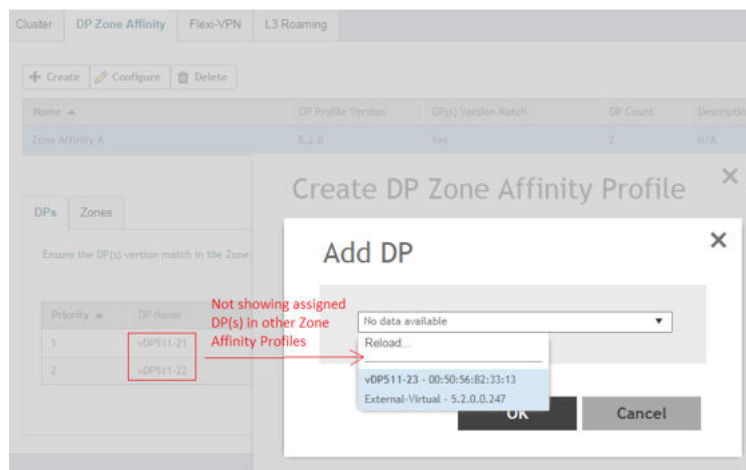 Cluster DP Zone Affinity Flexi-VPN L3 Roaming
+ Create Configure Delete
Name DP Profile Version DP(s) Version Match DP Count Descriptio
Zone Affinity A 5.2.0 Yes 2 N/A
Create DP Zone Affinity Profile
DPs Zones
Ensure the DP(s) version match in the Zone
Add DP
Priority DP Name
1 vDP511-21
2 vDP511-22
Not showing assigned
DP(s) in other Zone
Affinity Profiles
No data available
Reload...
vDP511-23 - 00:50:56:82:33:13
External-Virtual - 5.2.0.0.247
OK Cancel